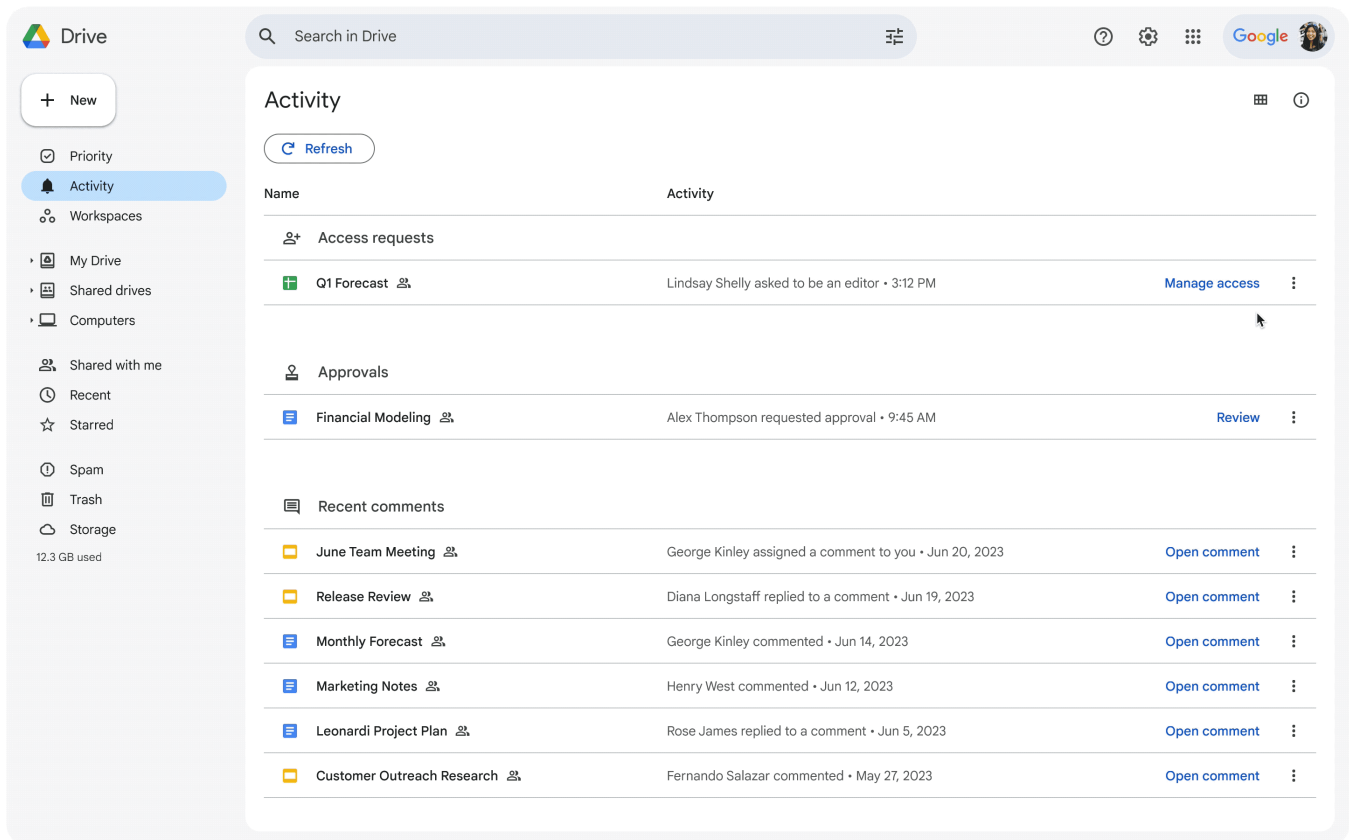 Drive
Search in Drive
Google
New
Priority
Activity
Workspaces
My Drive
Shared drives
Computers
Shared with me
Recent
Starred
Spam
Trash
Storage
12.3 GB used
Activity
Refresh
Name Activity
Access requests
Q1 Forecast Lindsay Shelly asked to be an editor • 3:12 PM Manage access
Approvals
Financial Modeling Alex Thompson requested approval • 9:45 AM Review
Recent comments
June Team Meeting George Kinley assigned a comment to you • Jun 20, 2023 Open comment
Release Review Diana Longstaff replied to a comment • Jun 19, 2023 Open comment
Monthly Forecast George Kinley commented • Jun 14, 2023 Open comment
Marketing Notes Henry West commented • Jun 12, 2023 Open comment
Leonardi Project Plan Rose James replied to a comment • Jun 5, 2023 Open comment
Customer Outreach Research Fernando Salazar commented • May 27, 2023 Open comment